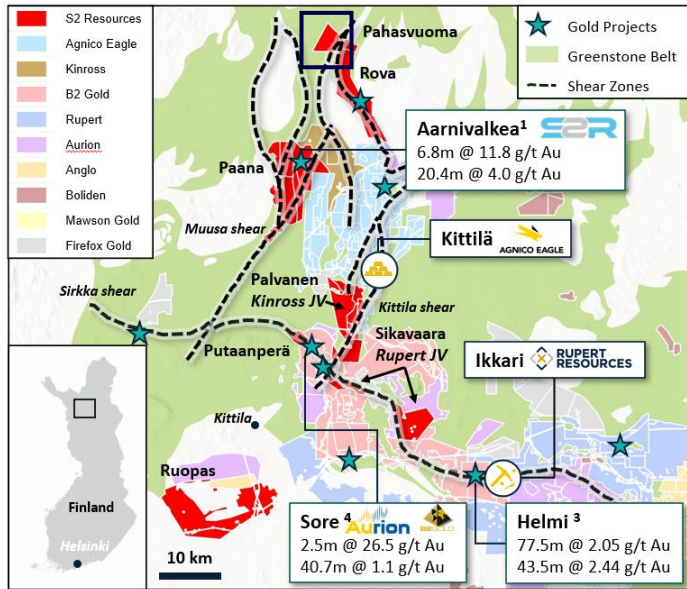 S2 Resources
Agnico Eagle
Kinross
B2 Gold
Rupert
Aurion
Anglo
Boliden
Mawson Gold
Firefox Gold
Pahasvuoma
Rova
Gold Projects
Greenstone Belt
Shear Zones
Aarnivalkea¹ S2R
6.8m @ 11.8 g/t Au
20.4m @ 4.0 g/t Au
Paana
Muusa shear
Kittilä AGNICO EAGLE
Palvanen
Kinross JV
Kittila shear
Sirkka shear
Putaanperä
Sikavaara
Rupert JV
Ikkari RUPERT
RESOURCES
Kittila
Ruopas
Finland
Helsinki
10 km
Sore ⁴ Aurion B2GOLD
2.5m @ 26.5 g/t Au
40.7m @ 1.1 g/t Au
Helmi ³
77.5m @ 2.05 g/t Au
43.5m @ 2.44 g/t Au